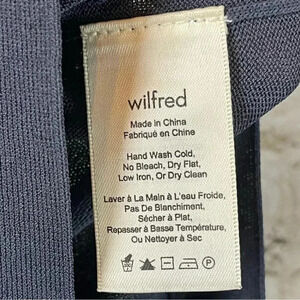 wilfred
Made in China
Fabriqué en Chine
Hand Wash Cold,
No Bleach, Dry Flat,
Low Iron, Or Dry Clean
Laver à La Main à L'eau Froide,
Pas De Blanchiment,
Sécher à Plat,
Repasser à Basse Température,
Ou Nettoyer à Sec